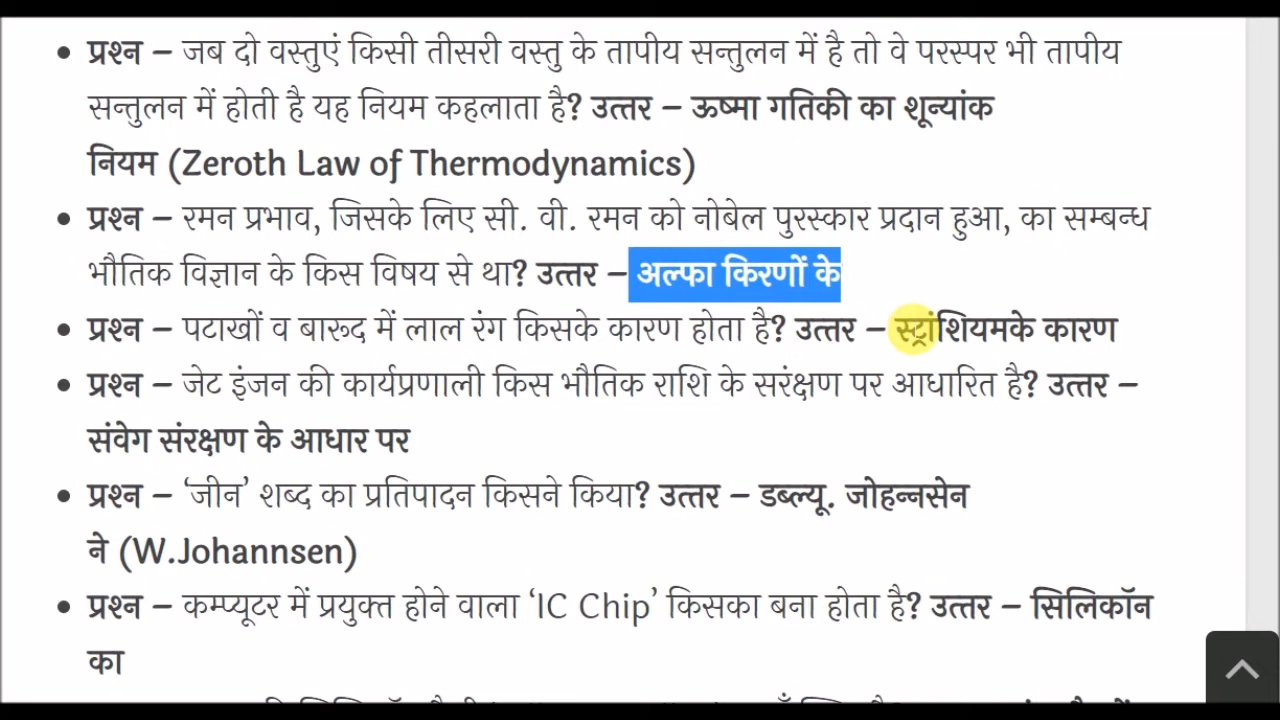 • प्रश्न – जब दो वस्तुएं किसी तीसरी वस्तु के तापीय सन्तुलन में है तो वे परस्पर भी तापीय
सन्तुलन में होती है यह नियम कहलाता है? उत्तर – ऊष्मा गतिकी का शून्यांक
नियम (Zeroth Law of Thermodynamics)
• प्रश्न – रमन प्रभाव, जिसके लिए सी. वी. रमन को नोबेल पुरस्कार प्रदान हुआ, का सम्बन्ध
भौतिक विज्ञान के किस विषय से था? उत्तर – अल्फा किरणों के
• प्रश्न – पटाखों व बारूद में लाल रंग किसके कारण होता है? उत्तर – स्ट्रांशियमके कारण
• प्रश्न – जेट इंजन की कार्यप्रणाली किस भौतिक राशि के सरंक्षण पर आधारित है? उत्तर –
संवेग संरक्षण के आधार पर
• प्रश्न – ‘जीन’ शब्द का प्रतिपादन किसने किया? उत्तर – डब्ल्यू. जोहन्नसेन
ने (W.Johannsen)
• प्रश्न – कम्प्यूटर में प्रयुक्त होने वाला ‘IC Chip’ किसका बना होता है? उत्तर – सिलिकॉन
का